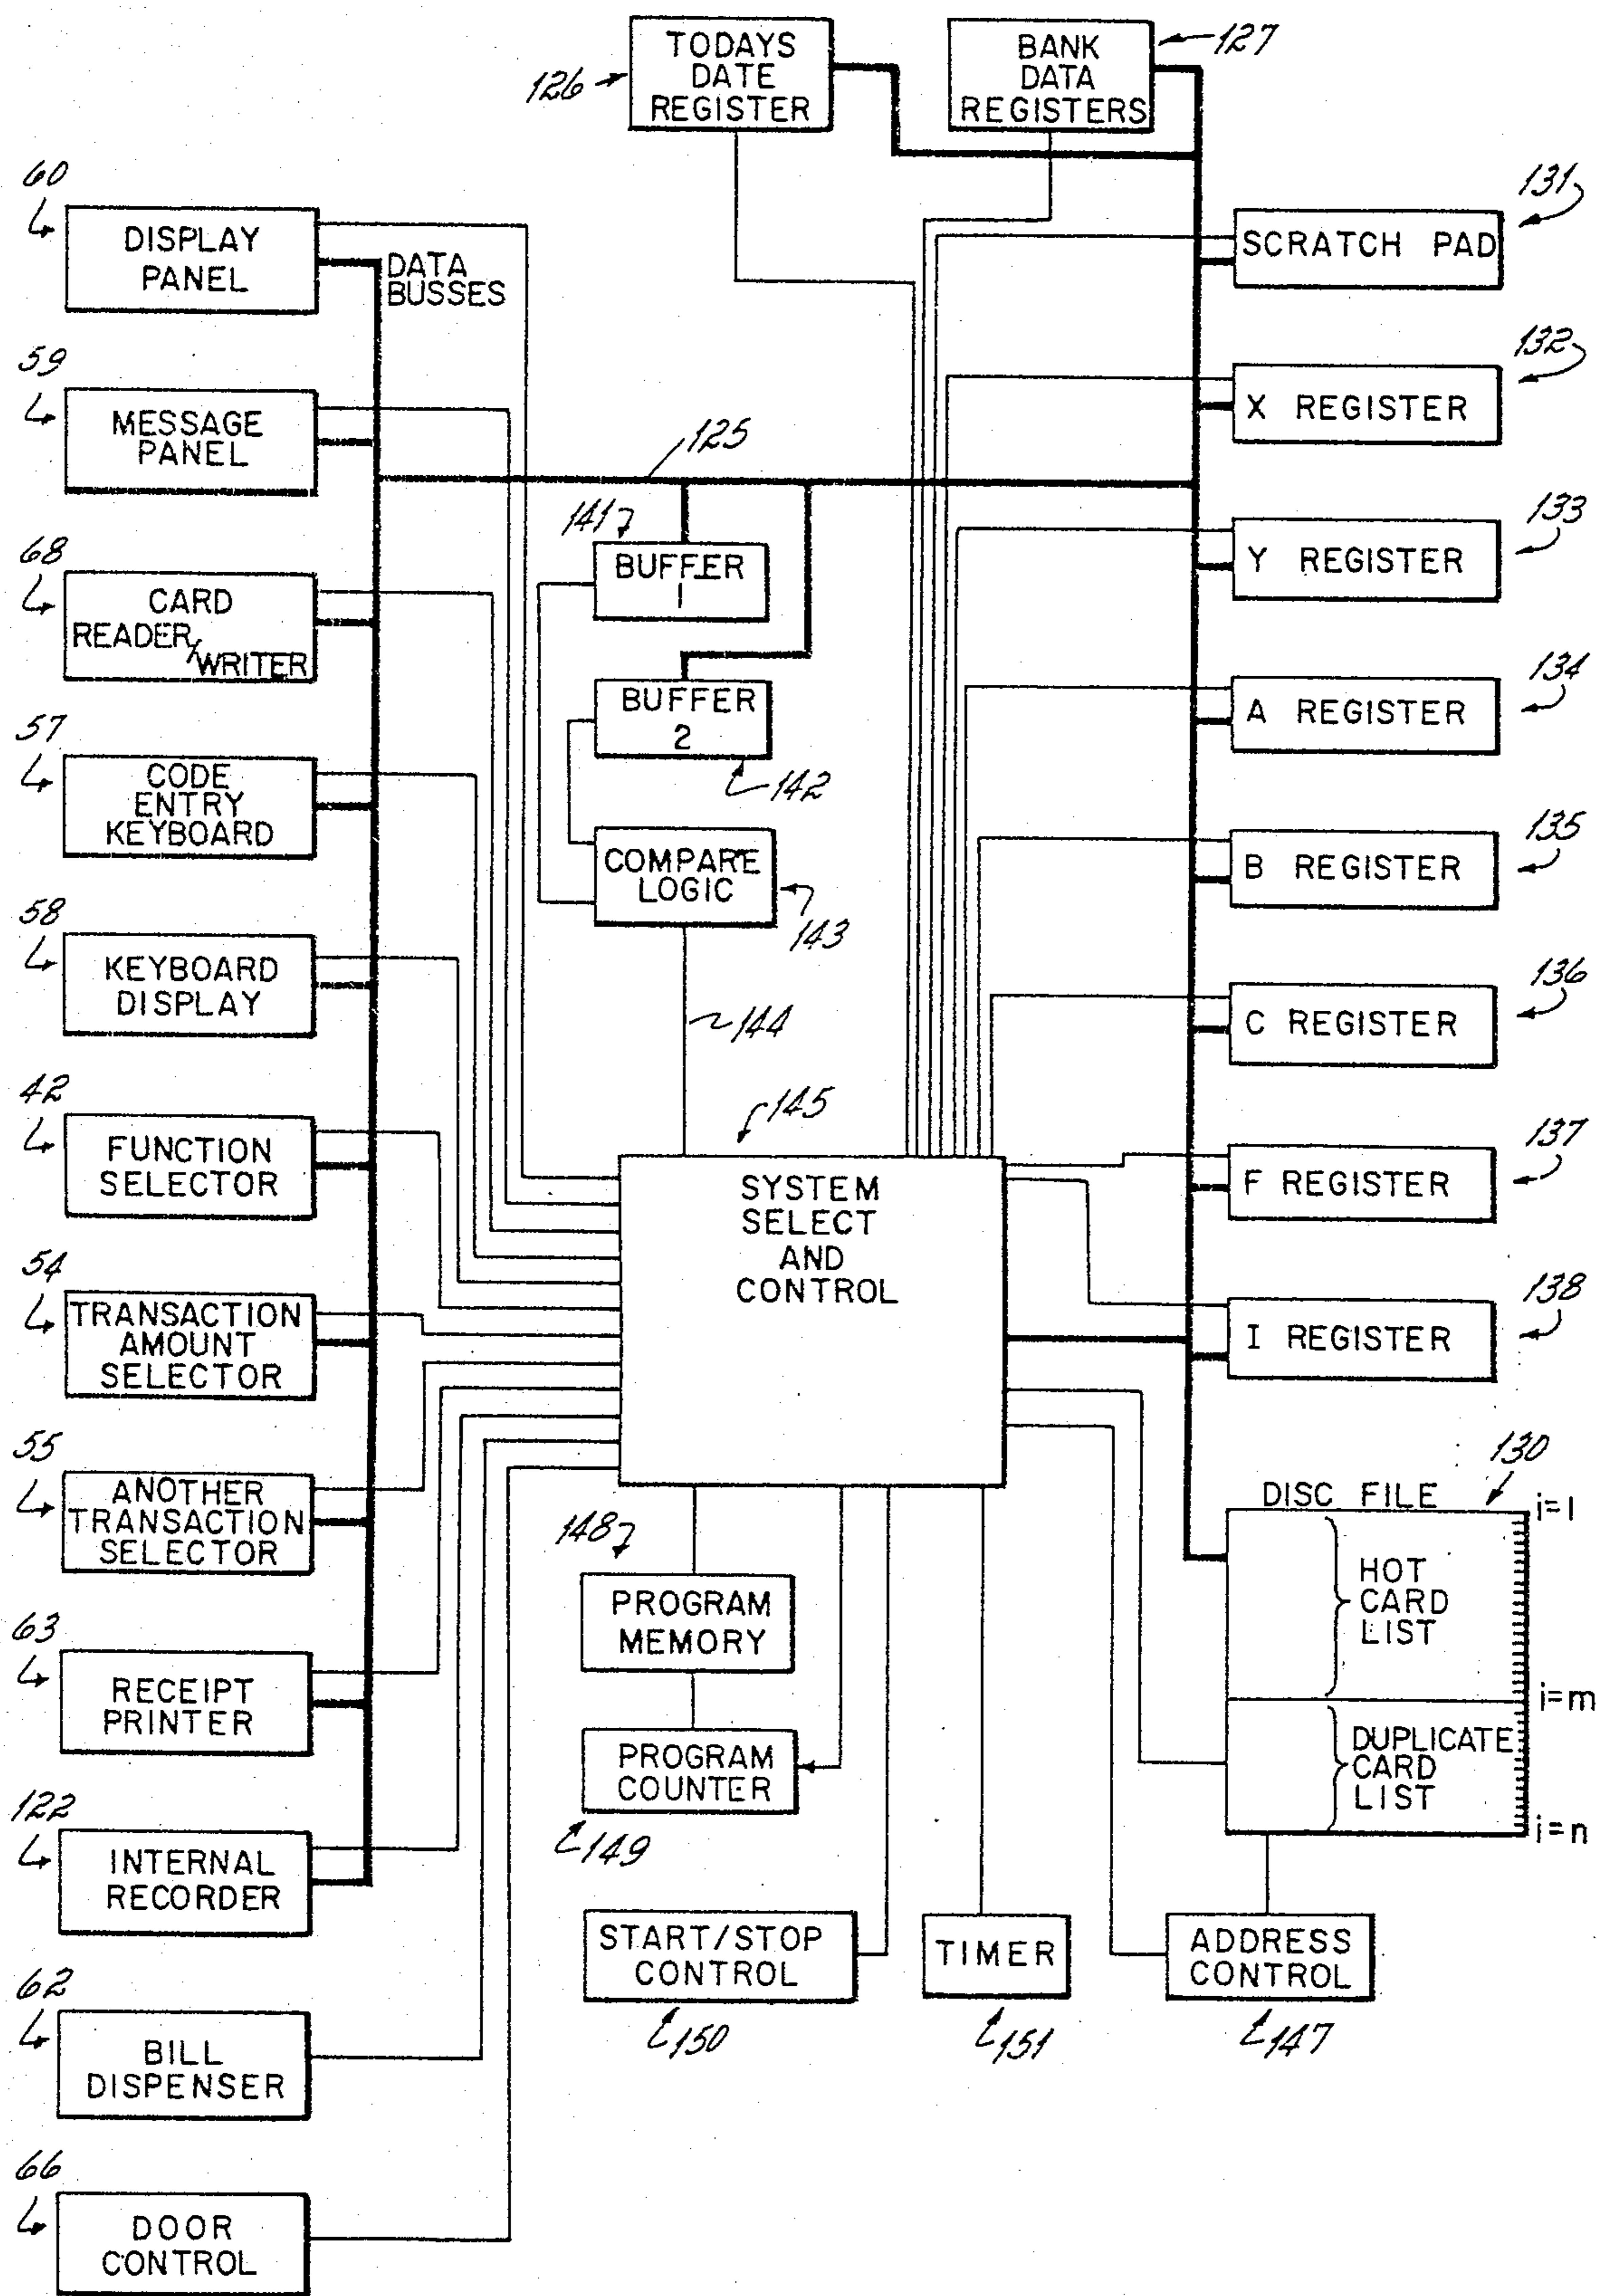 TODAYS
DATE
REGISTER
126
BANK
DATA
REGISTERS
127
60
DISPLAY
PANEL
DATA
BUSSES
59
MESSAGE
PANEL
68
CARD
READER/WRITER
57
CODE
ENTRY
KEYBOARD
58
KEYBOARD
DISPLAY
42
FUNCTION
SELECTOR
54
TRANSACTION
AMOUNT
SELECTOR
55
ANOTHER
TRANSACTION
SELECTOR
63
RECEIPT
PRINTER
122
INTERNAL
RECORDER
62
BILL
DISPENSER
66
DOOR
CONTROL
125
141
BUFFER
1
BUFFER
2
142
COMPARE
LOGIC
143
144
145
SYSTEM
SELECT
AND
CONTROL
148
PROGRAM
MEMORY
PROGRAM
COUNTER
149
START/STOP
CONTROL
150
TIMER
151
ADDRESS
CONTROL
147
131
SCRATCH PAD
132
X REGISTER
133
Y REGISTER
134
A REGISTER
135
B REGISTER
136
C REGISTER
137
F REGISTER
138
I REGISTER
130
DISC FILE
i=1
HOT
CARD
LIST
i=m
DUPLICATE
CARD
LIST
i=n